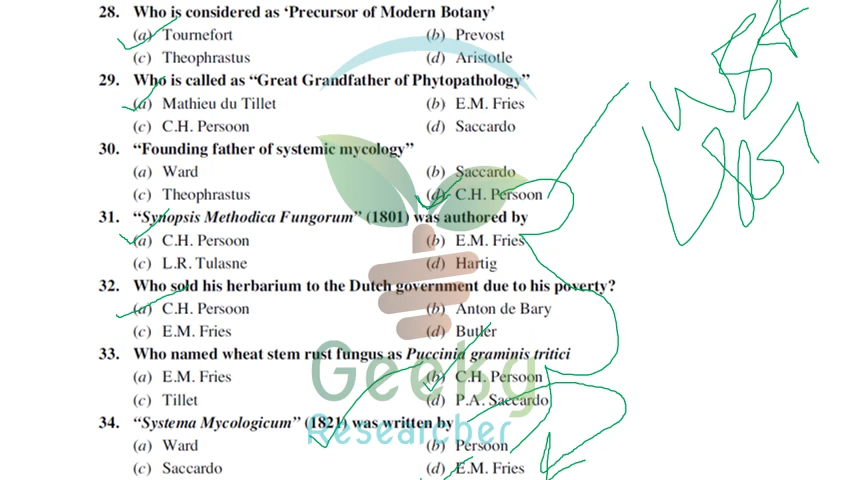 28. Who is considered as ‘Precursor of Modern Botany’
(a) Tournefort (b) Prevost
(c) Theophrastus (d) Aristotle
29. Who is called as “Great Grandfather of Phytopathology”
(a) Mathieu du Tillet (b) E.M. Fries
(c) C.H. Persoon (d) Saccardo
30. “Founding father of systemic mycology”
(a) Ward (b) Saccardo
(c) Theophrastus (d) C.H. Persoon
31. “Synopsis Methodica Fungorum” (1801) was authored by
(a) C.H. Persoon (b) E.M. Fries
(c) L.R. Tulasne (d) Hartig
32. Who sold his herbarium to the Dutch government due to his poverty?
(a) C.H. Persoon (b) Anton de Bary
(c) E.M. Fries (d) Butler
33. Who named wheat stem rust fungus as Puccinia graminis tritici
(a) E.M. Fries (b) C.H. Persoon
(c) Tillet (d) P.A. Saccardo
34. “Systema Mycologicum” (1821) was written by
(a) Ward (b) Persoon
(c) Saccardo (d) E.M. Fries
Geeky
Researcher